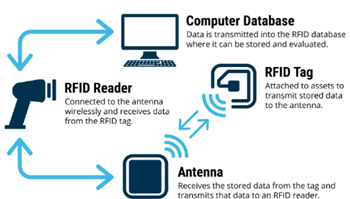 Computer Database
Data is transmitted into the RFID database
where it can be stored and evaluated.
RFID Tag
Attached to assets to
transmit stored data
to the antenna.
RFID Reader
Connected to the antenna
wirelessly and receives data
from the RFID tag.
Antenna
Receives the stored data from the tag and
transmits that data to an RFID reader.